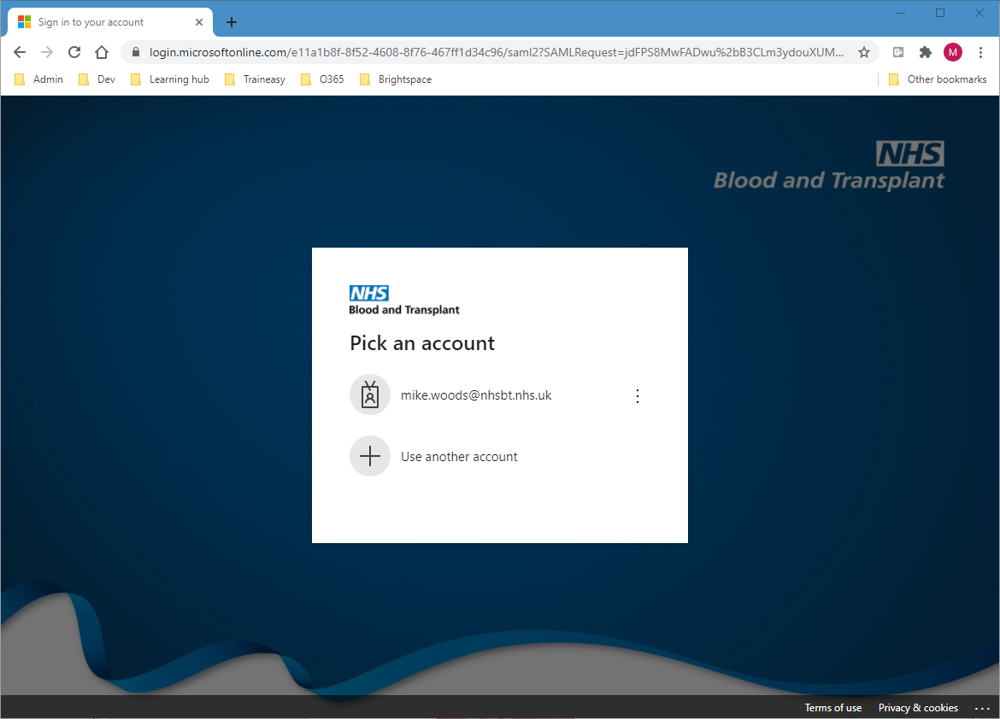 Sign in to your account
login.microsoftonline.com/e11a1b8f-8f52-4608-8f76-467ff1d34c96/saml2?SAMLRequest=jdFPS8MwFADwu%2bB3CLm3ydouXUM...
M
Admin Dev Learning hub Traineasy O365 Brightspace Other bookmarks
NHS
Blood and Transplant
NHS
Blood and Transplant
Pick an account
mike.woods@nhsbt.nhs.uk
Use another account
Terms of use Privacy & cookies ...